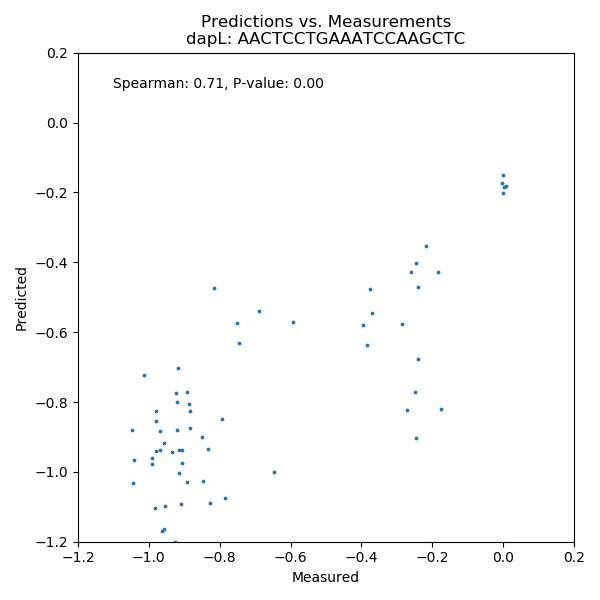 Predictions vs. Measurements
dapL: AACTCCTGAAATCCAAGCTC
Spearman: 0.71, P-value: 0.00
0.2
0.0
−0.2
−0.4
−0.6
−0.8
−1.0
−1.2
Predicted
−1.2 −1.0 −0.8 −0.6 −0.4 −0.2 0.0 0.2
Measured